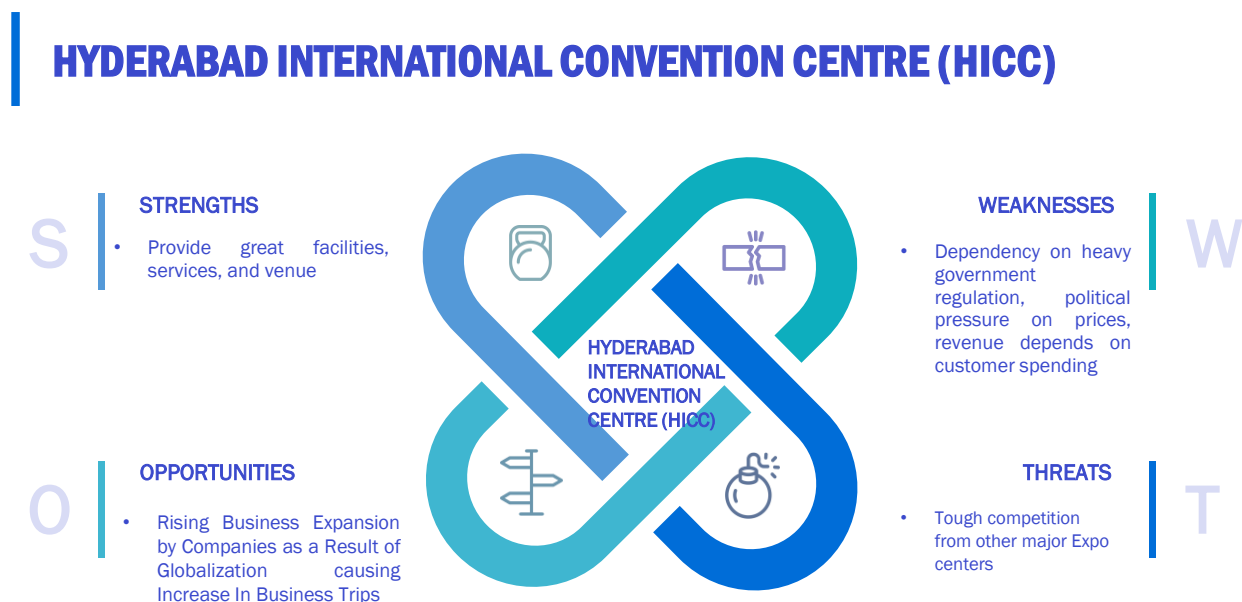 HYDERABAD INTERNATIONAL CONVENTION CENTRE (HICC)
S
STRENGTHS
• Provide great facilities,
services, and venue
WEAKNESSES
W
• Dependency on heavy
government
regulation, political
pressure on prices,
revenue depends on
customer spending
HYDERABAD
INTERNATIONAL
CONVENTION
CENTRE (HICC)
O
OPPORTUNITIES
• Rising Business Expansion
by Companies as a Result of
Globalization causing
Increase In Business Trips
THREATS
T
• Tough competition
from other major Expo
centers